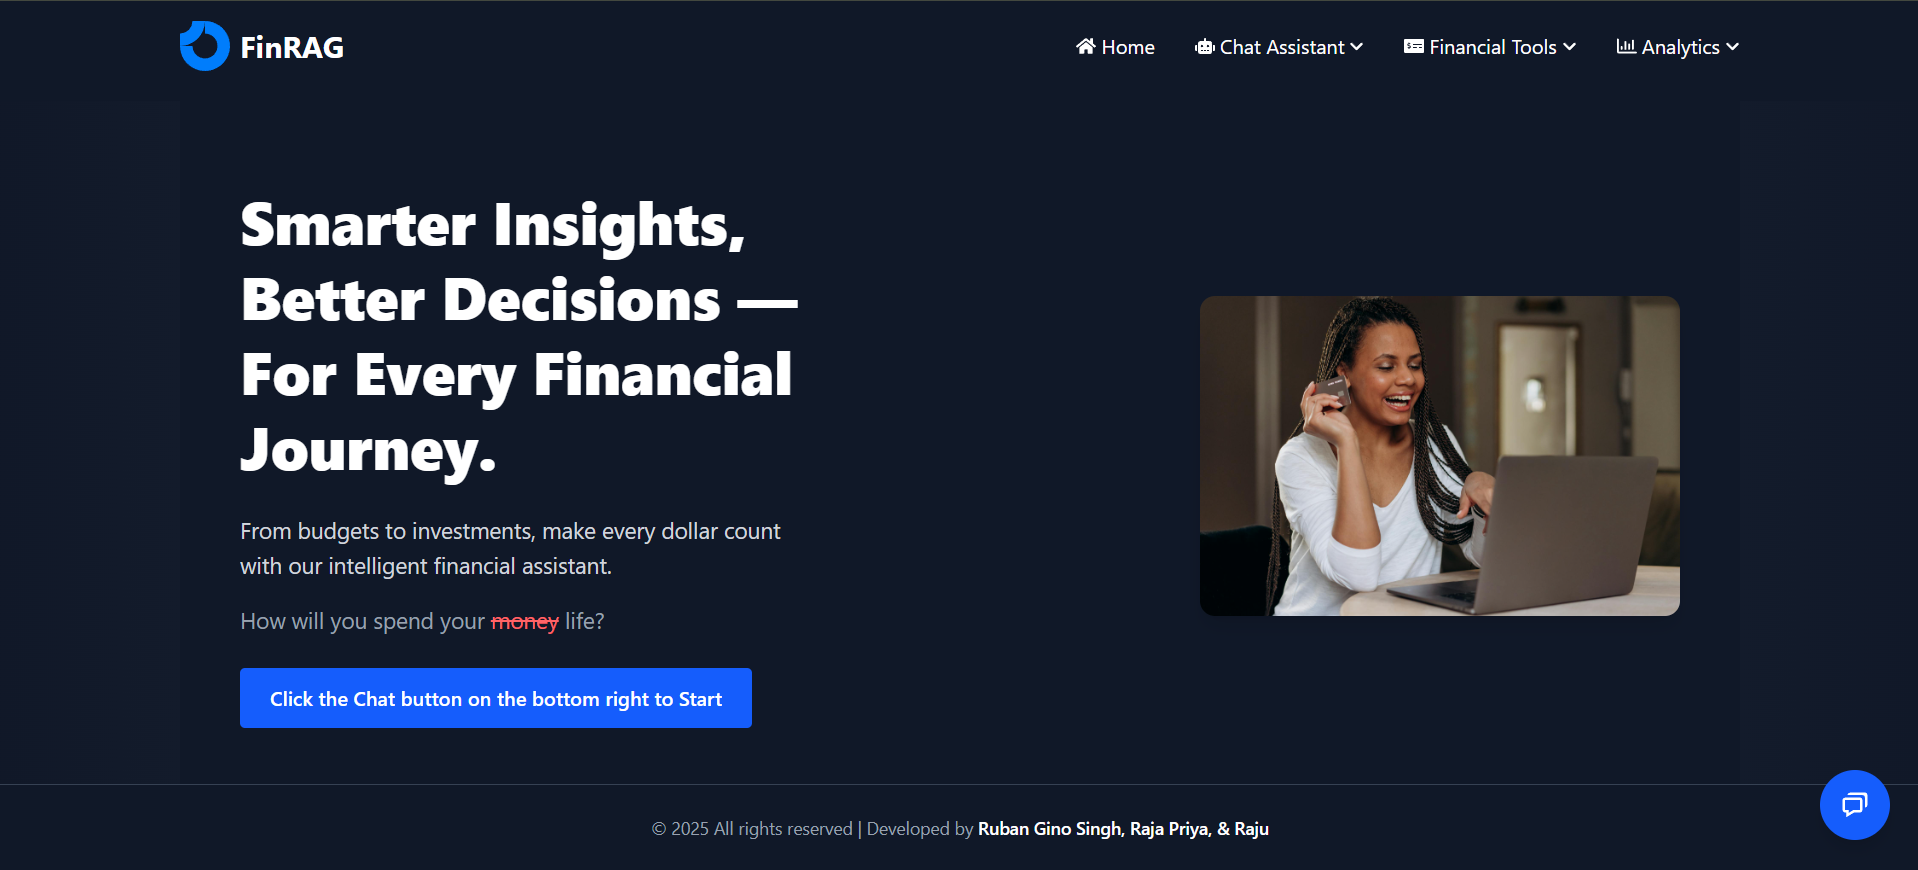 FinRAG
Home
Chat Assistant
Financial Tools
Analytics
Smarter Insights,
Better Decisions —
For Every Financial
Journey.
From budgets to investments, make every dollar count
with our intelligent financial assistant.
How will you spend your money life?
Click the Chat button on the bottom right to Start
© 2025 All rights reserved | Developed by Ruban Gino Singh, Raja Priya, & Raju